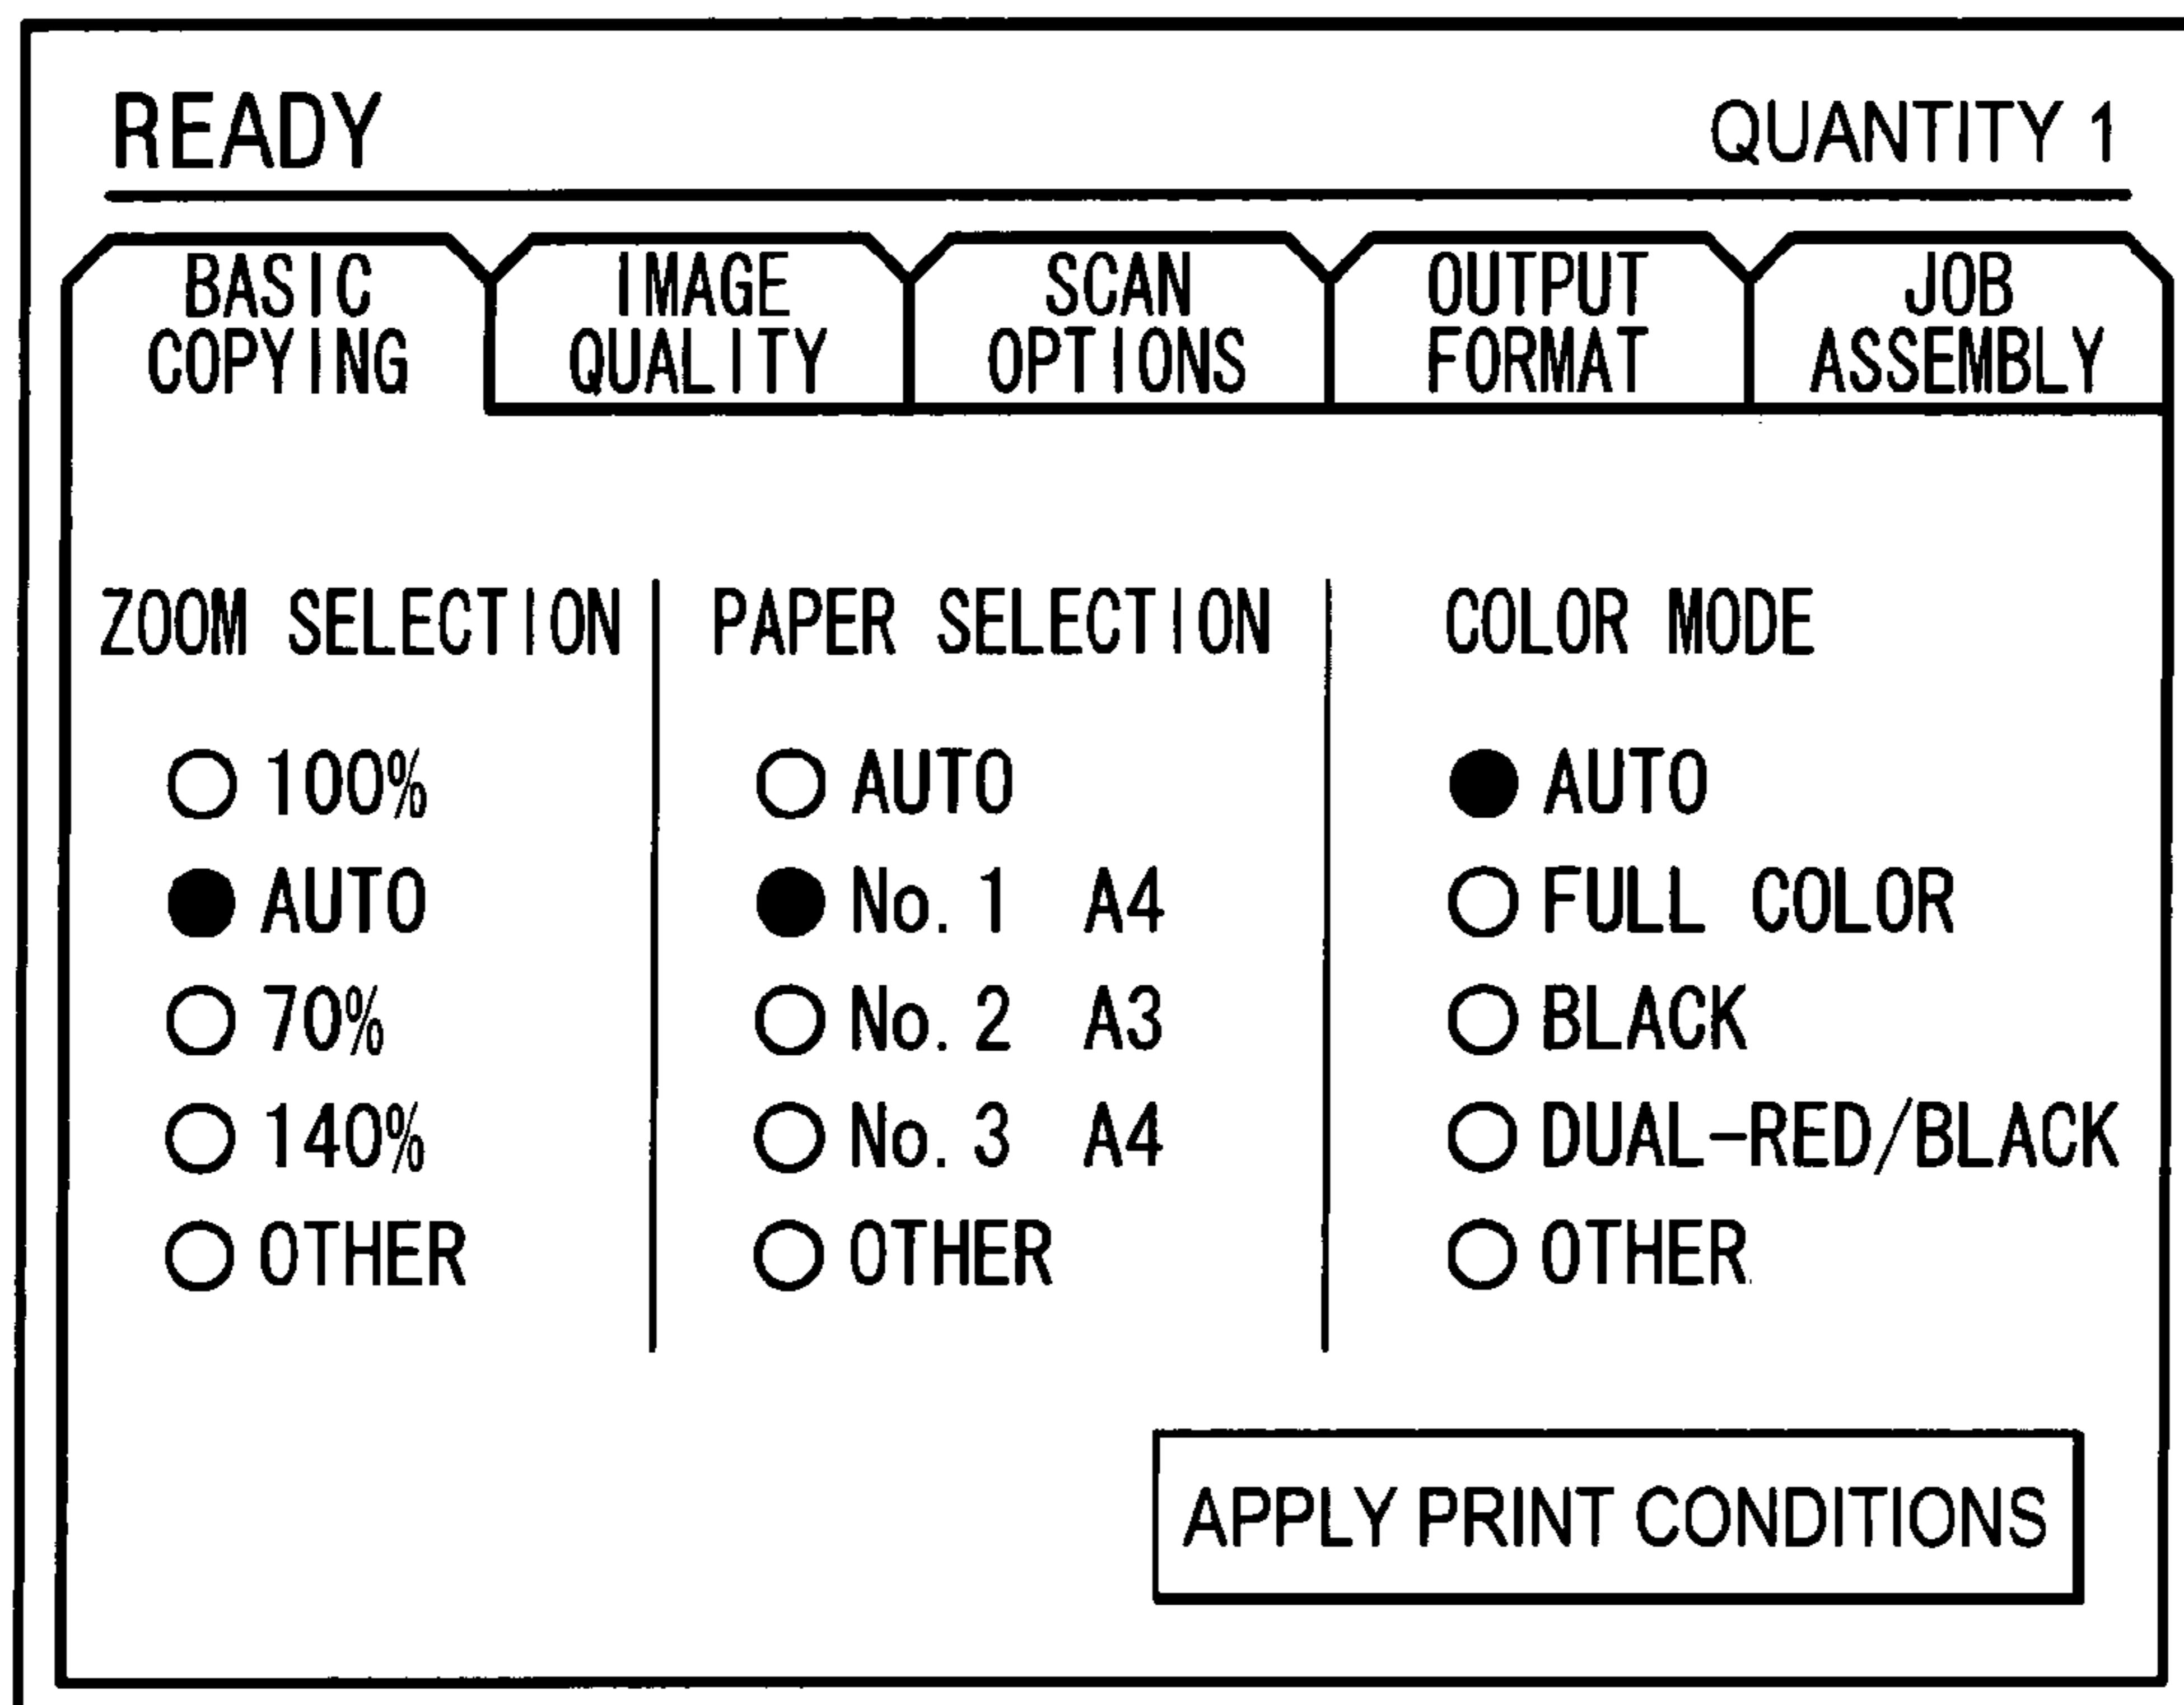 READY
QUANTITY 1
BASIC
COPYING
IMAGE
QUALITY
SCAN
OPTIONS
OUTPUT
FORMAT
JOB
ASSEMBLY
ZOOM SELECTION
100%
AUTO
70%
140%
OTHER
PAPER SELECTION
AUTO
No. 1 A4
No. 2 A3
No. 3 A4
OTHER
COLOR MODE
AUTO
FULL COLOR
BLACK
DUAL-RED/BLACK
OTHER
APPLY PRINT CONDITIONS